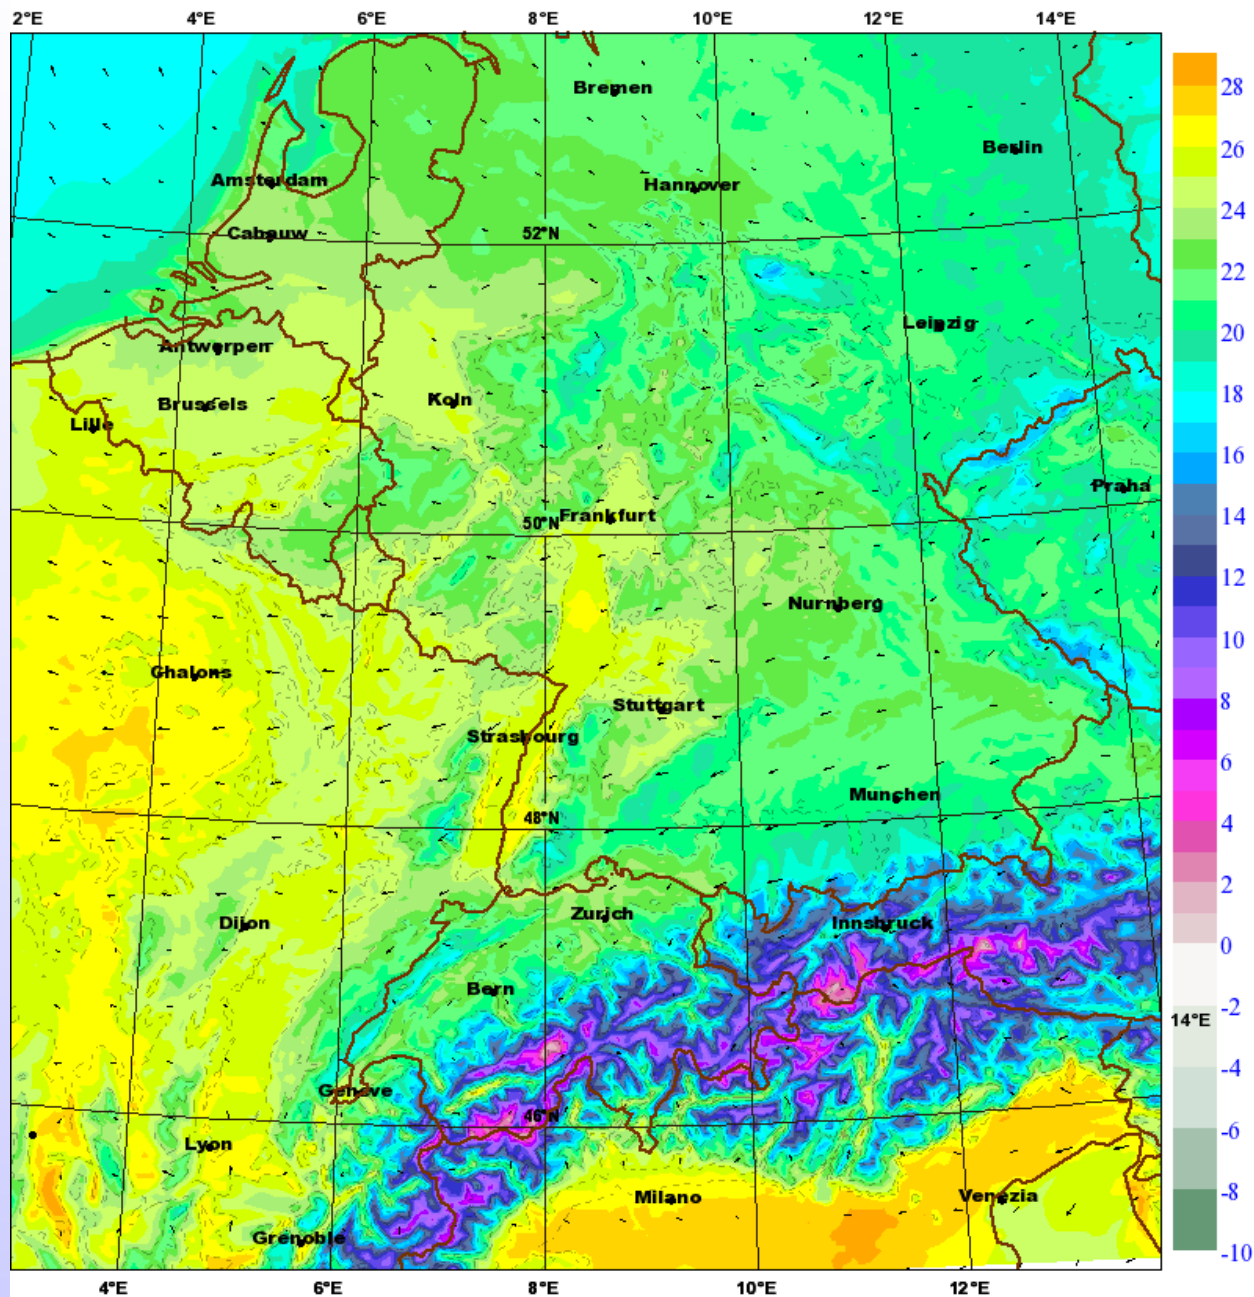 2°E 4°E 6°E 8°E 10°E 12°E 14°E
28
Bremen
26
Berlin
Amsterdam
Hannover
24
Cabauw
52°N
22
Leipzig
20
Antwerpen
Koln
Brussels
18
Lille
16
Praha
50°N
Frankfurt
14
12
Nurnberg
10
Chalons
8
Stuttgart
Strasbourg
6
Munchen
48°N
4
2
Zurich
Dijon
Innsbruck
0
Bern
-2
14°E
-4
Geneve
46°N
-6
Lyon
-8
Milano
Venezia
Grenoble
-10
4°E 6°E 8°E 10°E 12°E